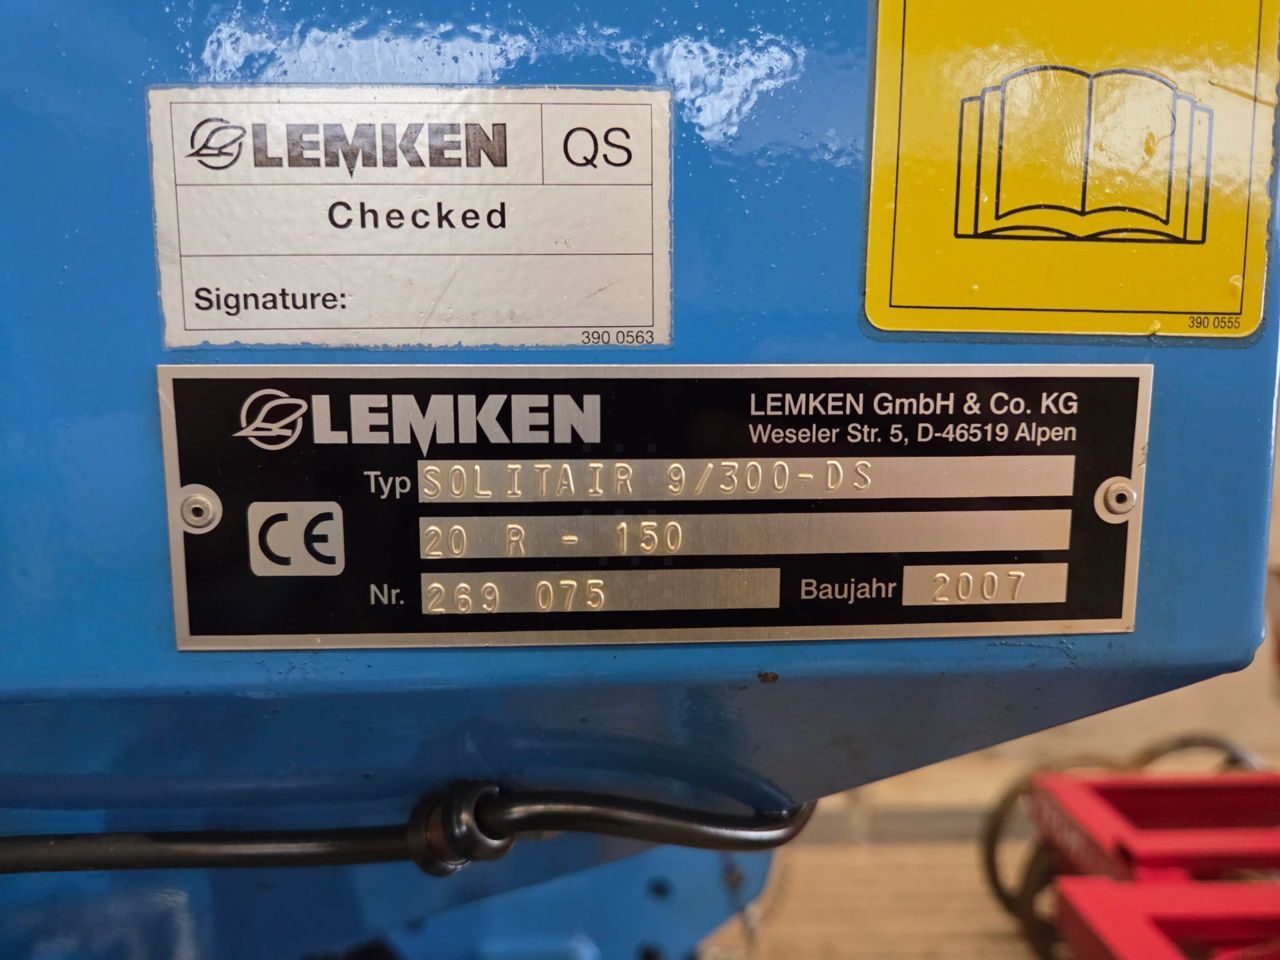 LEMKEN QS
Checked
Signature:
390 0563
390 0555
LEMKEN
LEMKEN GmbH & Co. KG
Weseler Str. 5, D-46519 Alpen
Typ SOLITAIR 9/300-DS
20 R - 150
CE
Nr. 269 075 Baujahr 2007